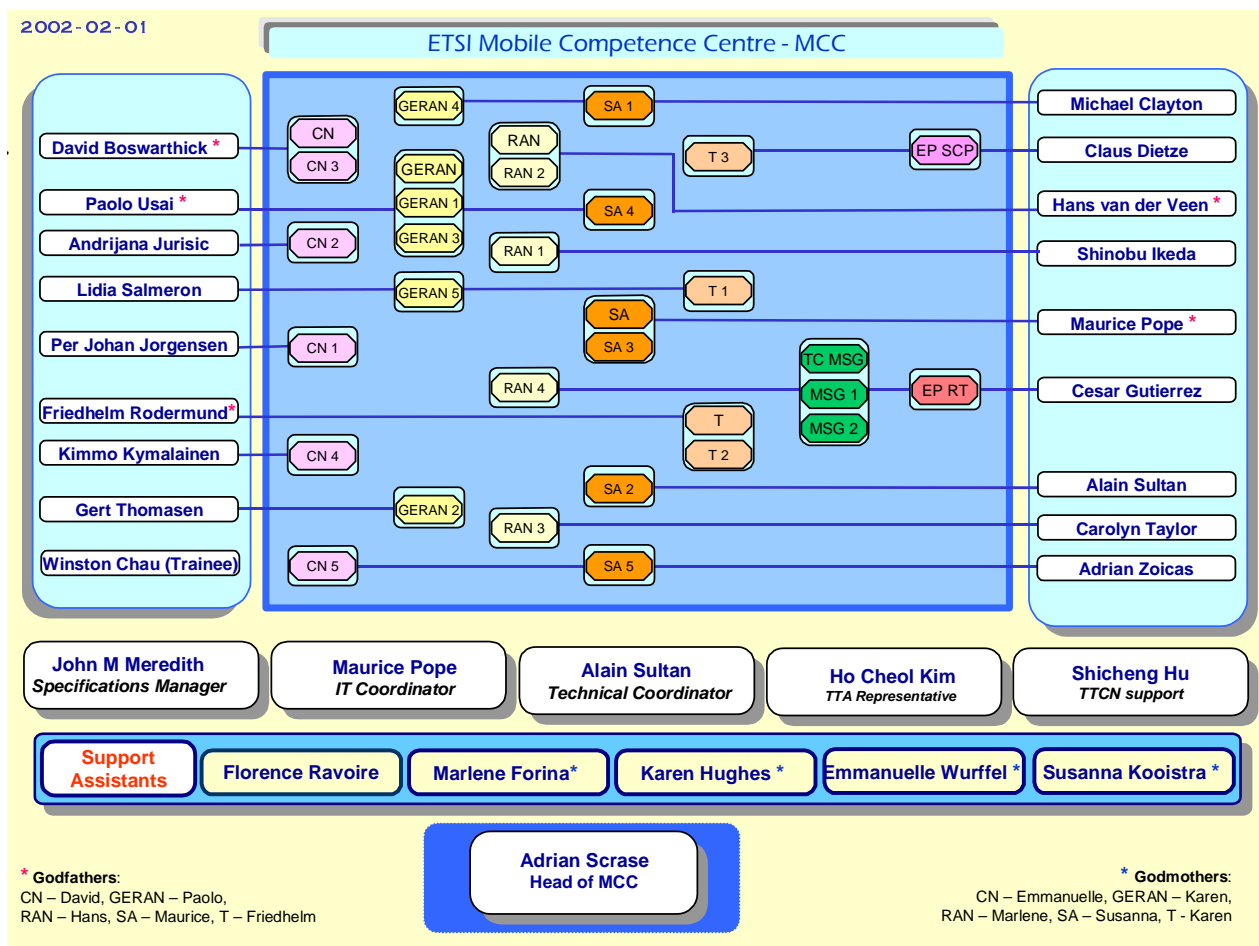 2002-02-01
ETSI Mobile Competence Centre - MCC
David Boswarthick *
Paolo Usai *
Andrijana Jurisic
Lidia Salmeron
Per Johan Jorgensen
Friedhelm Rodermund*
Kimmo Kymalainen
Gert Thomasen
Winston Chau (Trainee)
CN
CN 3
CN 2
CN 1
CN 4
CN 5
GERAN 4
GERAN
GERAN 1
GERAN 3
GERAN 5
GERAN 2
RAN
RAN 2
RAN 1
RAN 4
RAN 3
SA 1
SA 4
SA
SA 3
SA 2
SA 5
T 3
T 1
T
T 2
TC MSG
MSG 1
MSG 2
EP SCP
EP RT
Michael Clayton
Claus Dietze
Hans van der Veen *
Shinobu Ikeda
Maurice Pope *
Cesar Gutierrez
Alain Sultan
Carolyn Taylor
Adrian Zoicas
John M Meredith
Specifications Manager
Maurice Pope
IT Coordinator
Alain Sultan
Technical Coordinator
Ho Cheol Kim
TTA Representative
Shicheng Hu
TTCN support
Support
Assistants
Florence Ravoire
Marlene Forina*
Karen Hughes *
Emmanuelle Wurffel *
Susanna Kooistra *
Adrian Scrase
Head of MCC
* Godfathers:
CN – David, GERAN – Paolo,
RAN – Hans, SA – Maurice, T – Friedhelm
* Godmothers:
CN – Emmanuelle, GERAN – Karen,
RAN – Marlene, SA – Susanna, T - Karen